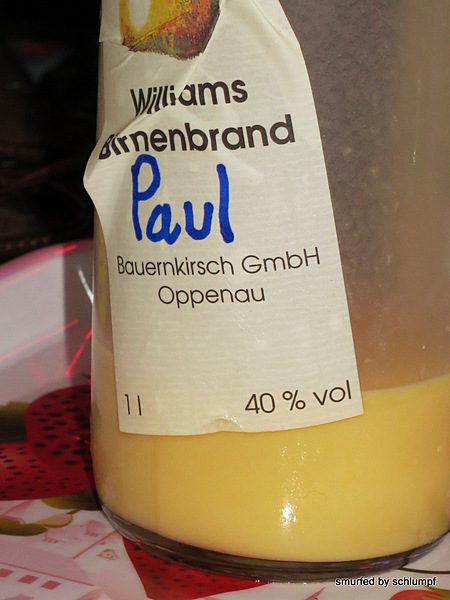 Williams
Birnenbrand
Paul
Bauernkirsch GmbH
Oppenau
1 l 40 % vol
smurfed by schlumpf